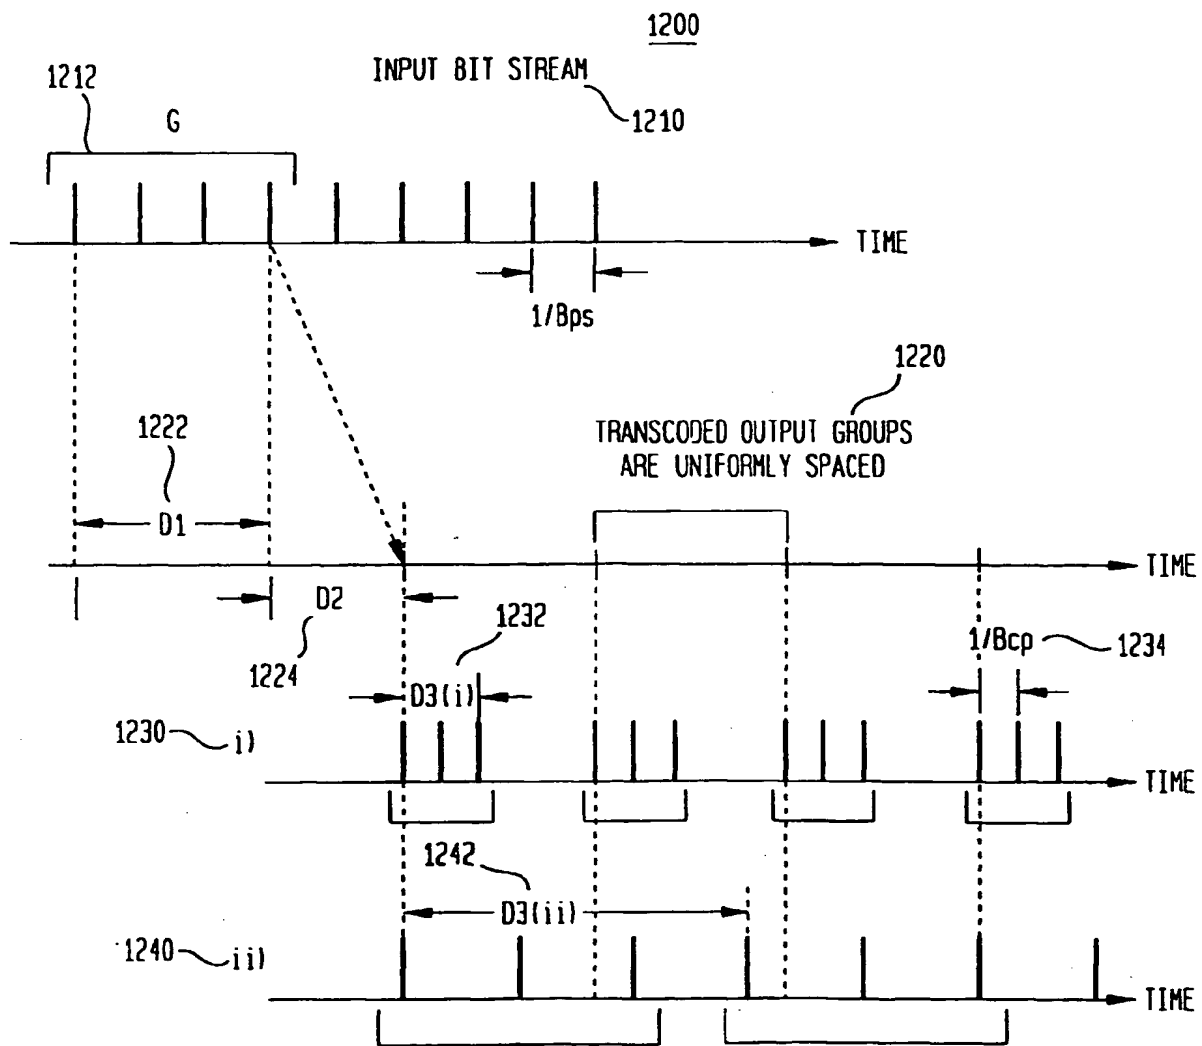 1200
INPUT BIT STREAM
1210
1212
G
TIME
1/Bps
1220
TRANSCODED OUTPUT GROUPS
ARE UNIFORMLY SPACED
1222
D1
TIME
D2
1224
1232
D3(i)
1/Bcp
1234
1230
i)
TIME
1242
D3(ii)
1240
ii)
TIME